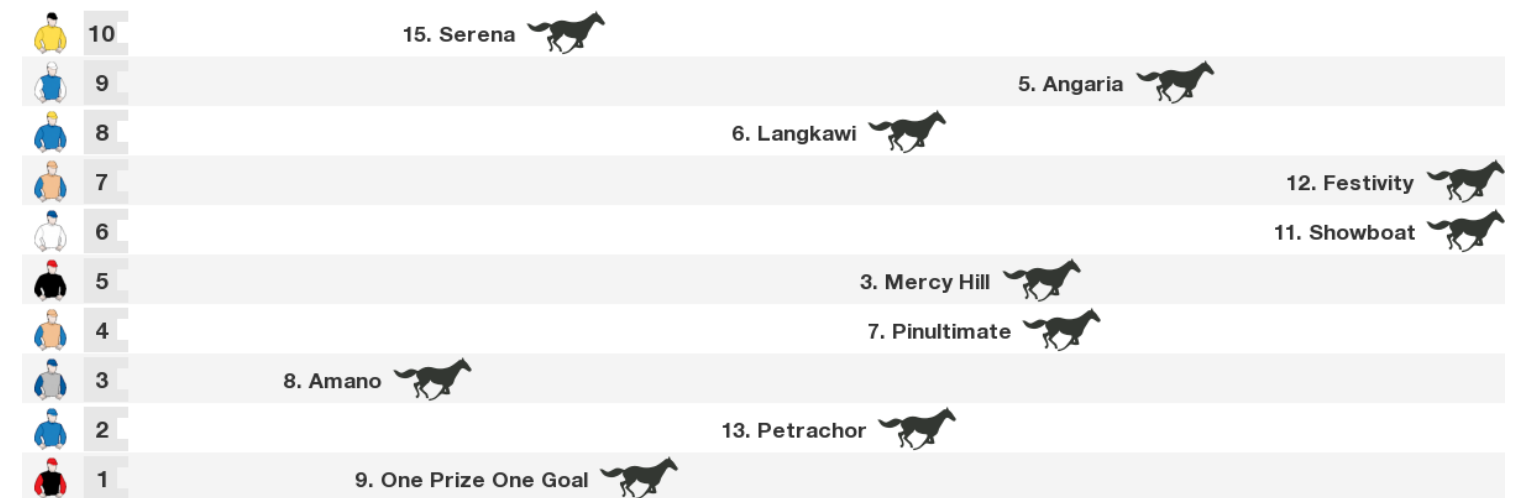 10 15. Serena
9 5. Angaria
8 6. Langkawi
7 12. Festivity
6 11. Showboat
5 3. Mercy Hill
4 7. Pinultimate
3 8. Amano
2 13. Petrachor
1 9. One Prize One Goal